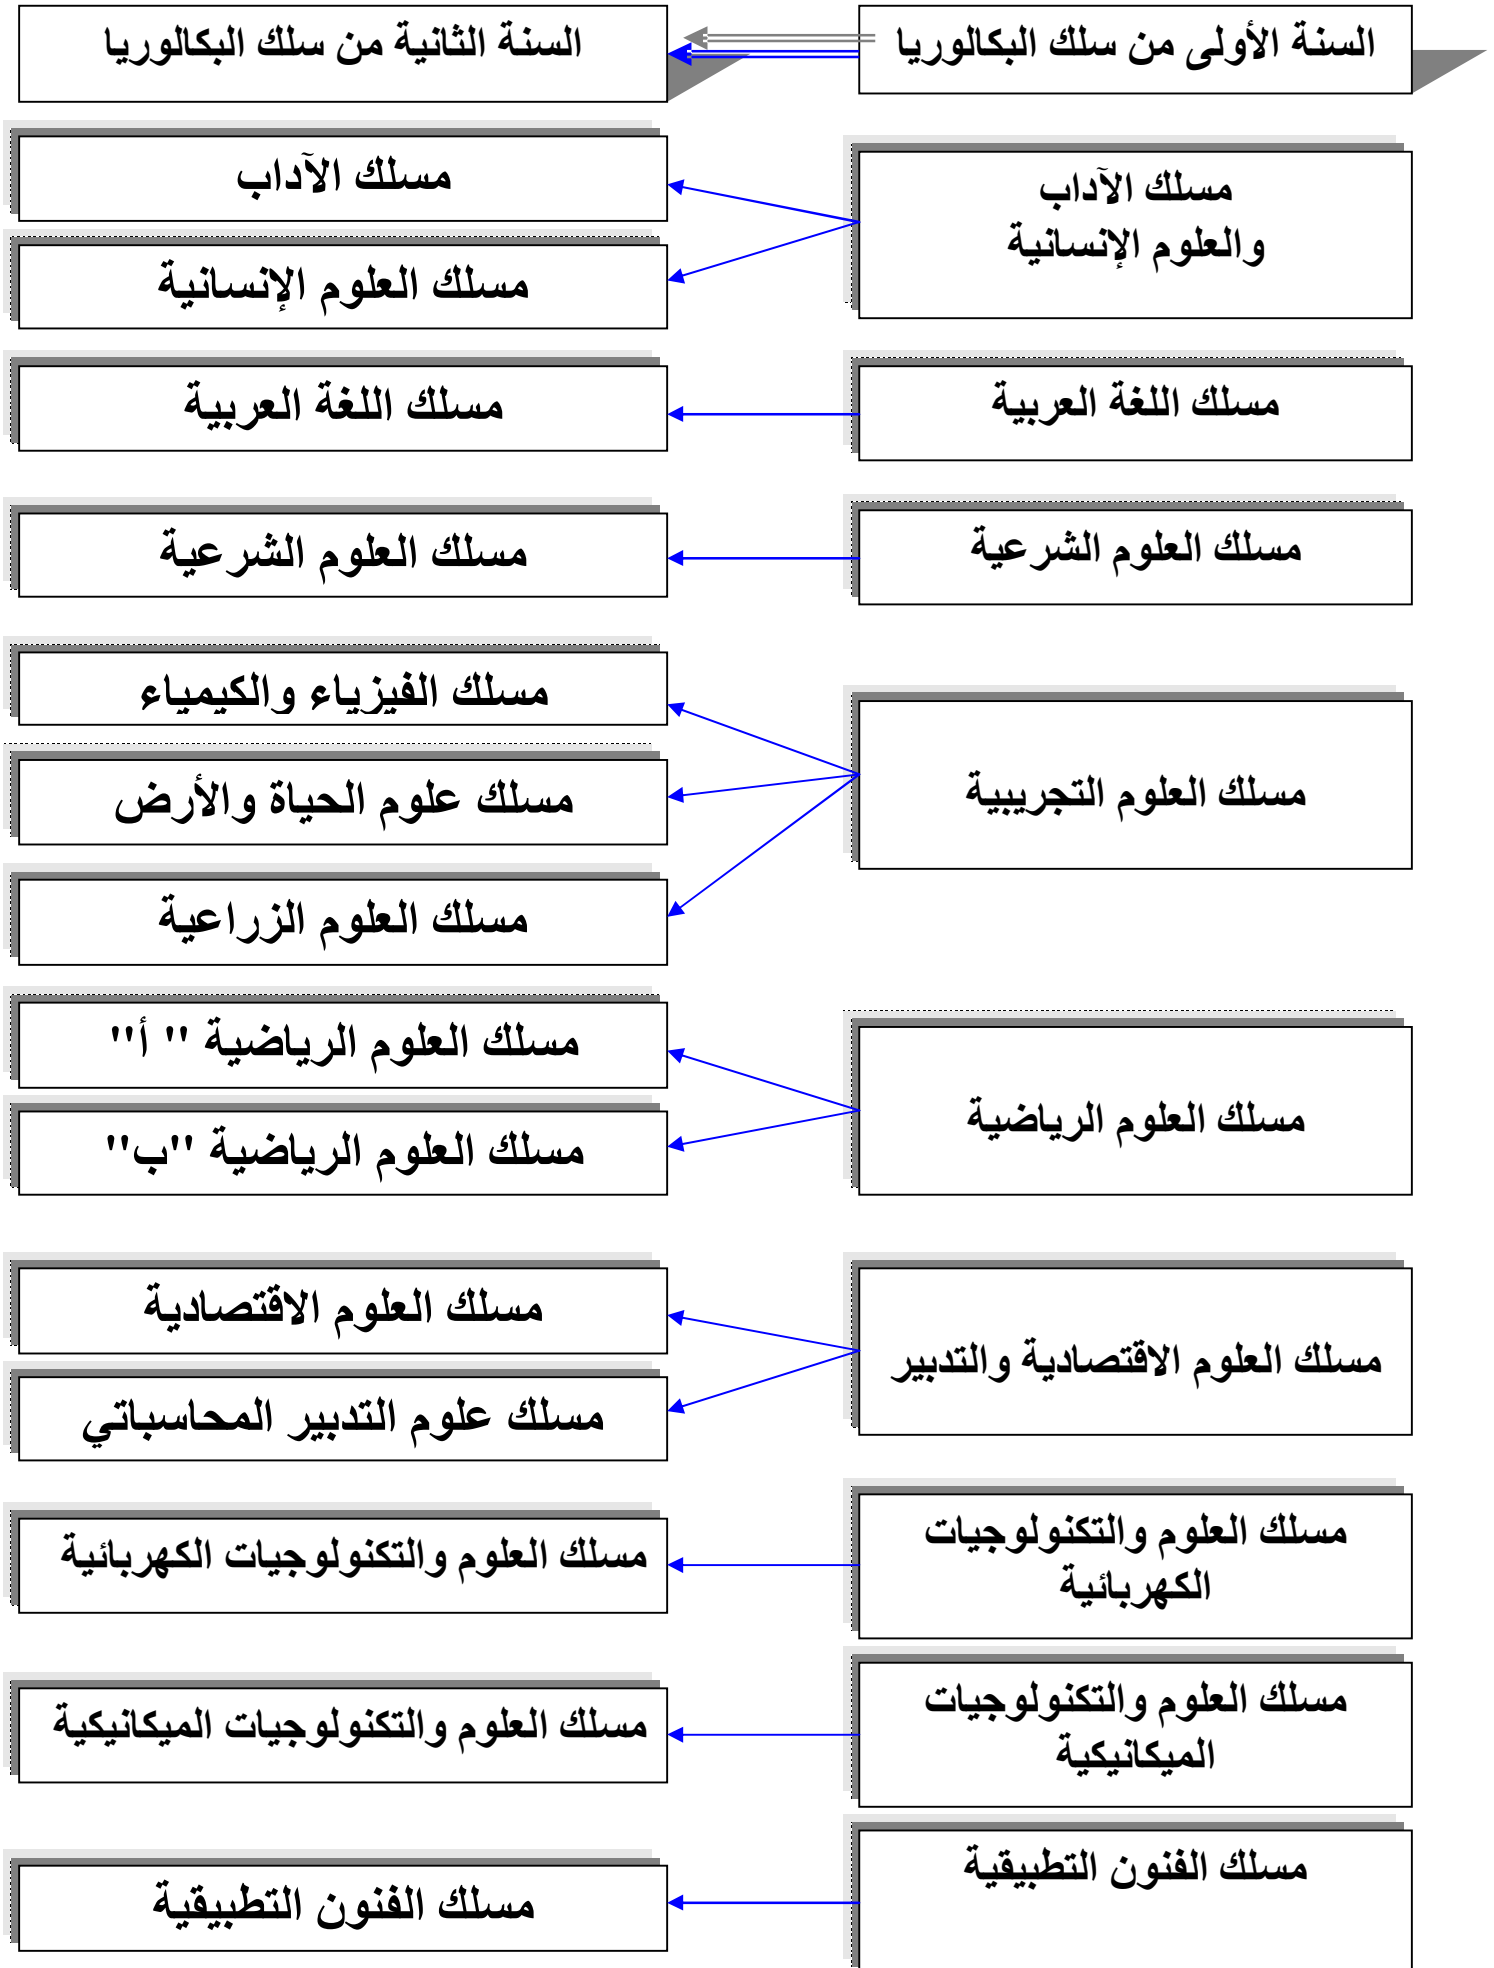 السنة الأولى من سلك البكالوريا
السنة الثانية من سلك البكالوريا
مسلك الآداب
والعلوم الإنسانية
مسلك الآداب
مسلك العلوم الإنسانية
مسلك اللغة العربية
مسلك اللغة العربية
مسلك العلوم الشرعية
مسلك العلوم الشرعية
مسلك العلوم التجريبية
مسلك الفيزياء والكيمياء
مسلك علوم الحياة والأرض
مسلك العلوم الزراعية
مسلك العلوم الرياضية
مسلك العلوم الرياضية " أ"
مسلك العلوم الرياضية "ب"
مسلك العلوم الاقتصادية والتدبير
مسلك العلوم الاقتصادية
مسلك علوم التدبير المحاسباتي
مسلك العلوم والتكنولوجيات
الكهربائية
مسلك العلوم والتكنولوجيات الكهربائية
مسلك العلوم والتكنولوجيات
الميكانيكية
مسلك العلوم والتكنولوجيات الميكانيكية
مسلك الفنون التطبيقية
مسلك الفنون التطبيقية